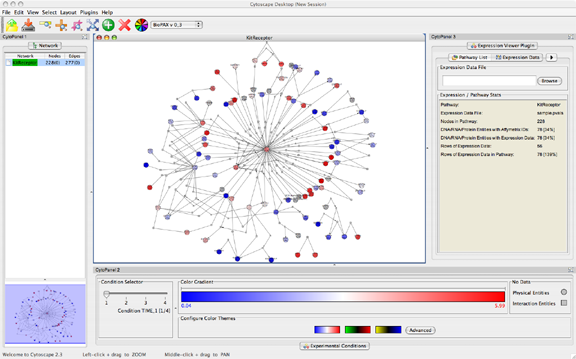 Cytoscape Desktop (New Session)
File Edit View Select Layout Plugins Help
BioPAX v 0.3
CytoPanel 1
Network
Network Nodes Edges
KitReceptor 228(0) 277(0)
KitReceptor
CytoPanel 3
Expression Viewer Plugin
Pathway List Expression Data
Expression Data File
Browse
Expression / Pathway Stats
Pathway: KitReceptor
Expression Data File: sample.pvals
Nodes in Pathway: 228
DNA/RNA/Protein Entities with Affymetrix IDs: 78 [34%]
DNA/RNA/Protein Entities with Expression Data: 78 [34%]
Rows of Expression Data: 56
Rows of Expression Data in Pathway: 78 [139%]
CytoPanel 2
Condition Selector
1 2 3 4
Condition TIME_1 [1/4]
Color Gradient
0.04 5.99
Configure Color Themes
Advanced
No Data
Physical Entities
Interaction Entities
Experimental Conditions
Welcome to Cytoscape 2.3 Left-click + drag to ZOOM Middle-click + drag to PAN